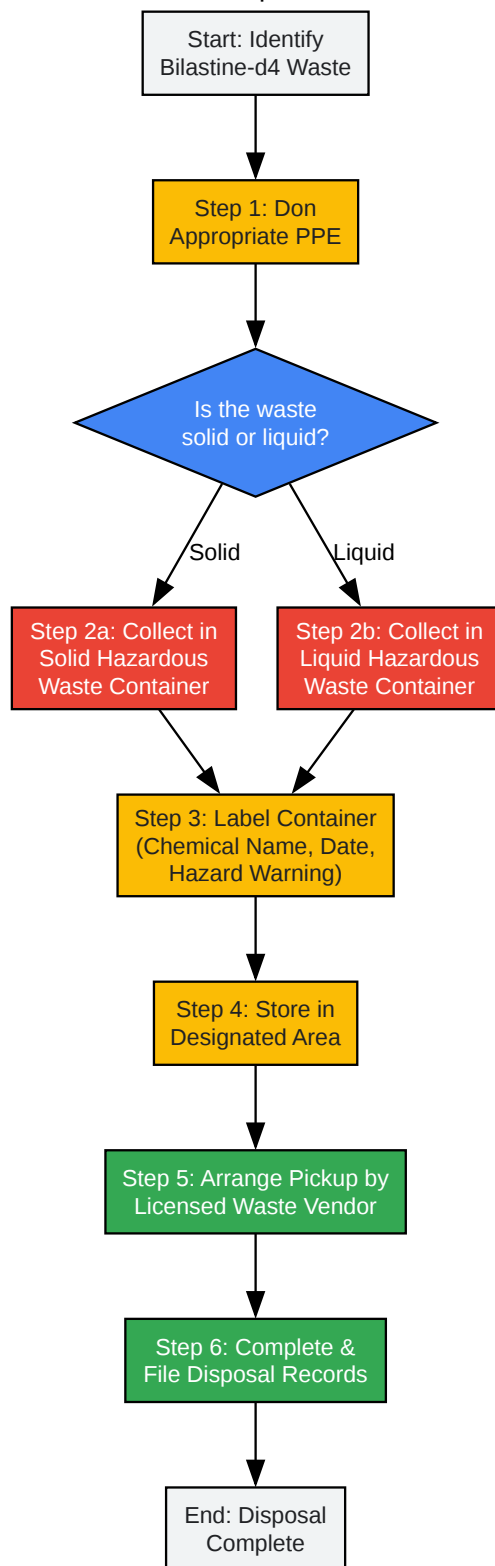 Start: Identify
Bilastine-d4 Waste
Step 1: Don
Appropriate PPE
Is the waste
solid or liquid?
Solid
Liquid
Step 2a: Collect in
Solid Hazardous
Waste Container
Step 2b: Collect in
Liquid Hazardous
Waste Container
Step 3: Label Container
(Chemical Name, Date,
Hazard Warning)
Step 4: Store in
Designated Area
Step 5: Arrange Pickup by
Licensed Waste Vendor
Step 6: Complete &
File Disposal Records
End: Disposal
Complete